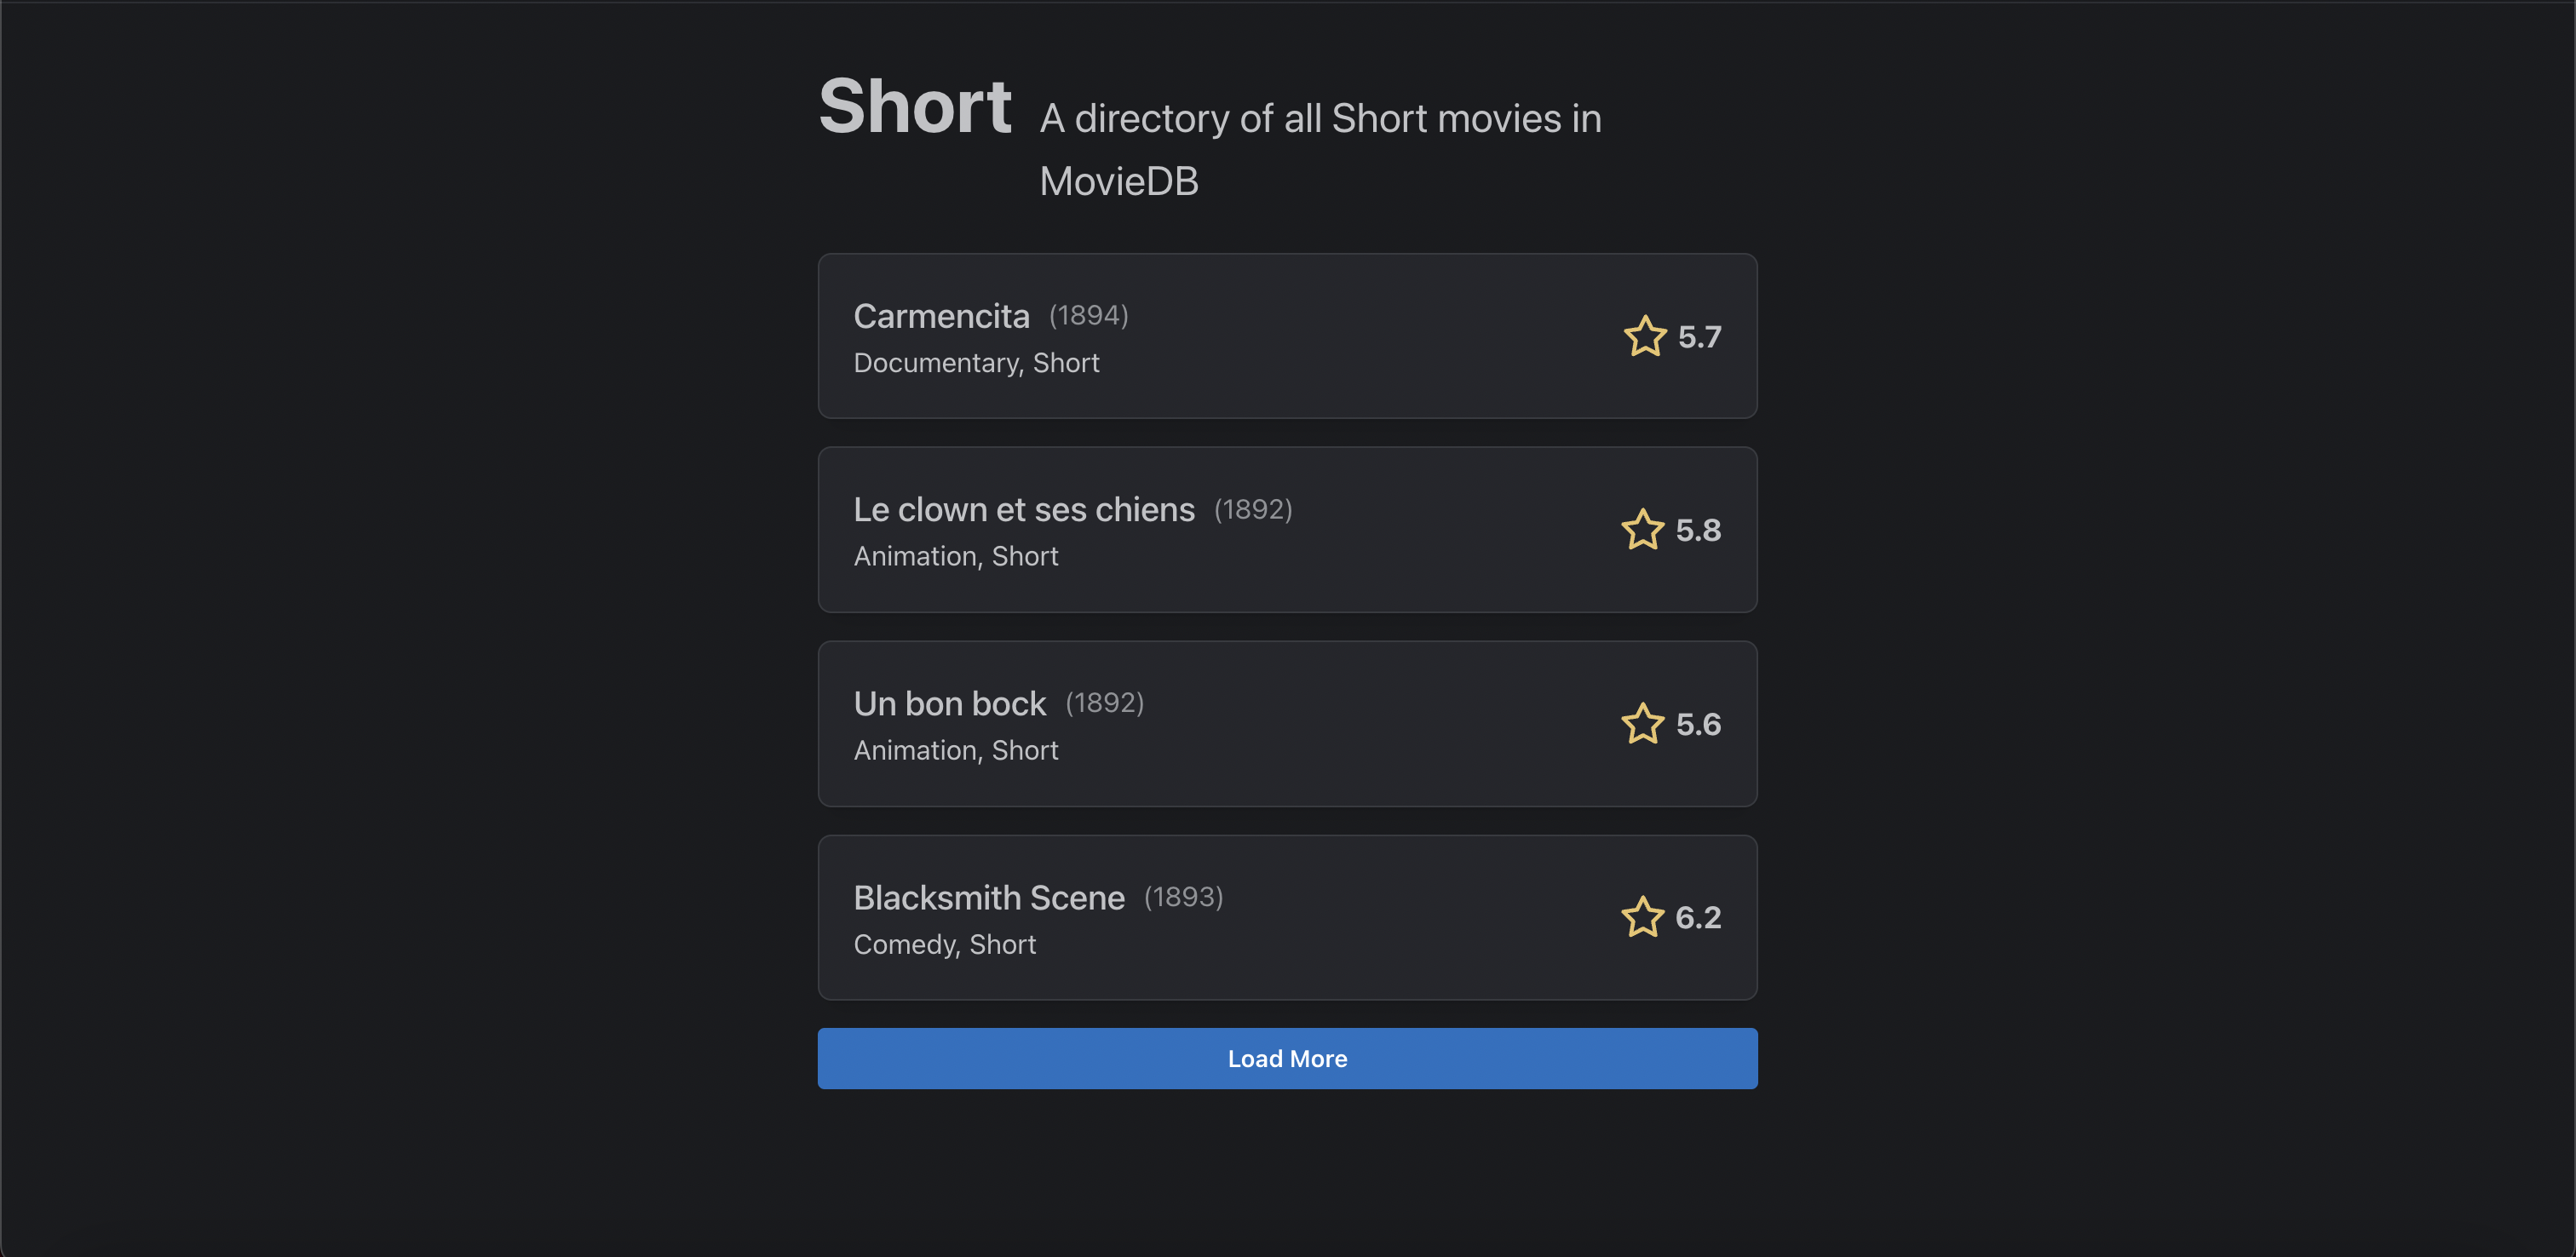 Short
A directory of all Short movies in
MovieDB
Carmencita (1894)
Documentary, Short
5.7
Le clown et ses chiens (1892)
Animation, Short
5.8
Un bon bock (1892)
Animation, Short
5.6
Blacksmith Scene (1893)
Comedy, Short
6.2
Load More